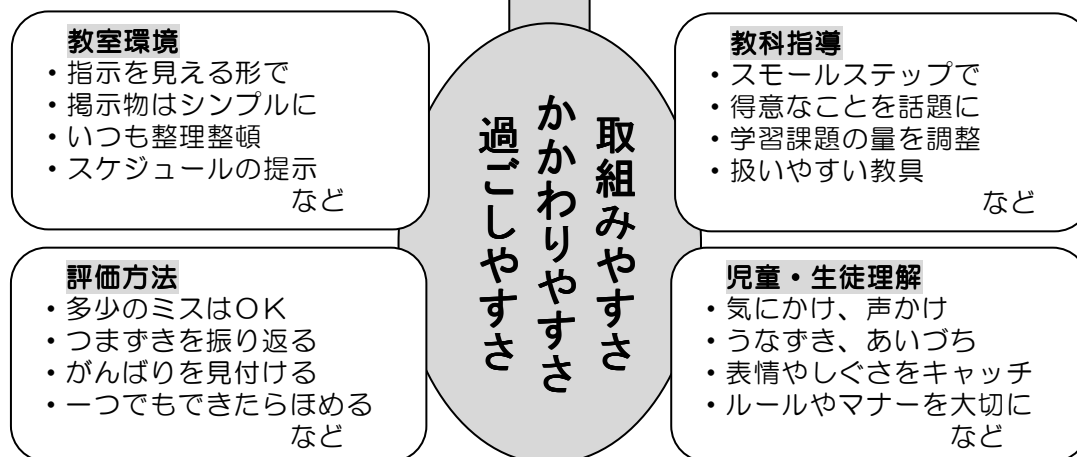 教室環境
・指示を見える形で
・掲示物はシンプルに
・いつも整理整頓
・スケジュールの提示
など
取組みやすさ
かかわりやすさ
過ごしやすさ
教科指導
・スモールステップで
・得意なことを話題に
・学習課題の量を調整
・扱いやすい教具
など
評価方法
・多少のミスはOK
・つまずきを振り返る
・がんばりを見付ける
・一つでもできたらほめる
など
児童・生徒理解
・気にかけ、声かけ
・うなずき、あいづち
・表情やしぐさをキャッチ
・ルールやマナーを大切に
など